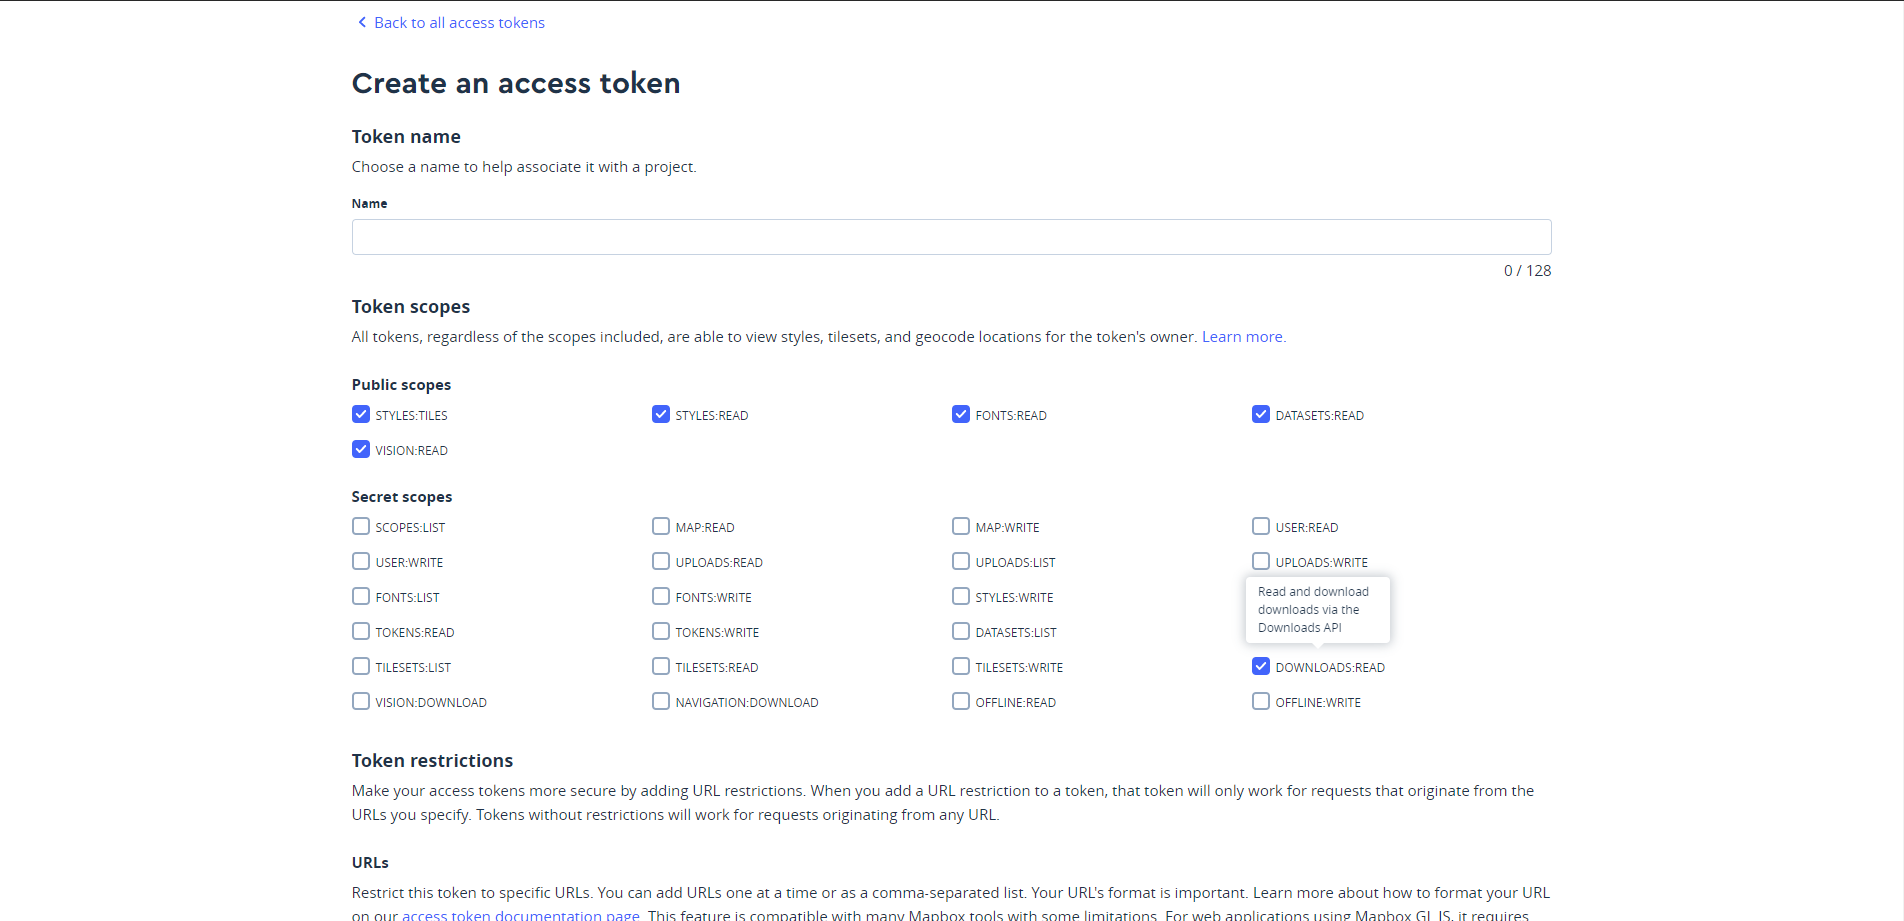 Back to all access tokens
Create an access token
Token name
Choose a name to help associate it with a project.
Name
0 / 128
Token scopes
All tokens, regardless of the scopes included, are able to view styles, tilesets, and geocode locations for the token's owner. Learn more.
Public scopes
STYLES:TILES STYLES:READ FONTS:READ DATASETS:READ
VISION:READ
Secret scopes
SCOPES:LIST MAP:READ MAP:WRITE USER:READ
USER:WRITE UPLOADS:READ UPLOADS:LIST UPLOADS:WRITE
FONTS:LIST FONTS:WRITE STYLES:WRITE
Read and download
downloads via the
Downloads API
TOKENS:READ TOKENS:WRITE DATASETS:LIST
TILESETS:LIST TILESETS:READ TILESETS:WRITE DOWNLOADS:READ
VISION:DOWNLOAD NAVIGATION:DOWNLOAD OFFLINE:READ OFFLINE:WRITE
Token restrictions
Make your access tokens more secure by adding URL restrictions. When you add a URL restriction to a token, that token will only work for requests that originate from the
URLs you specify. Tokens without restrictions will work for requests originating from any URL.
URLs
Restrict this token to specific URLs. You can add URLs one at a time or as a comma-separated list. Your URL's format is important. Learn more about how to format your URL
on our access token documentation page. This feature is compatible with many Mapbox tools with some limitations. For web applications using Mapbox GL JS, it requires